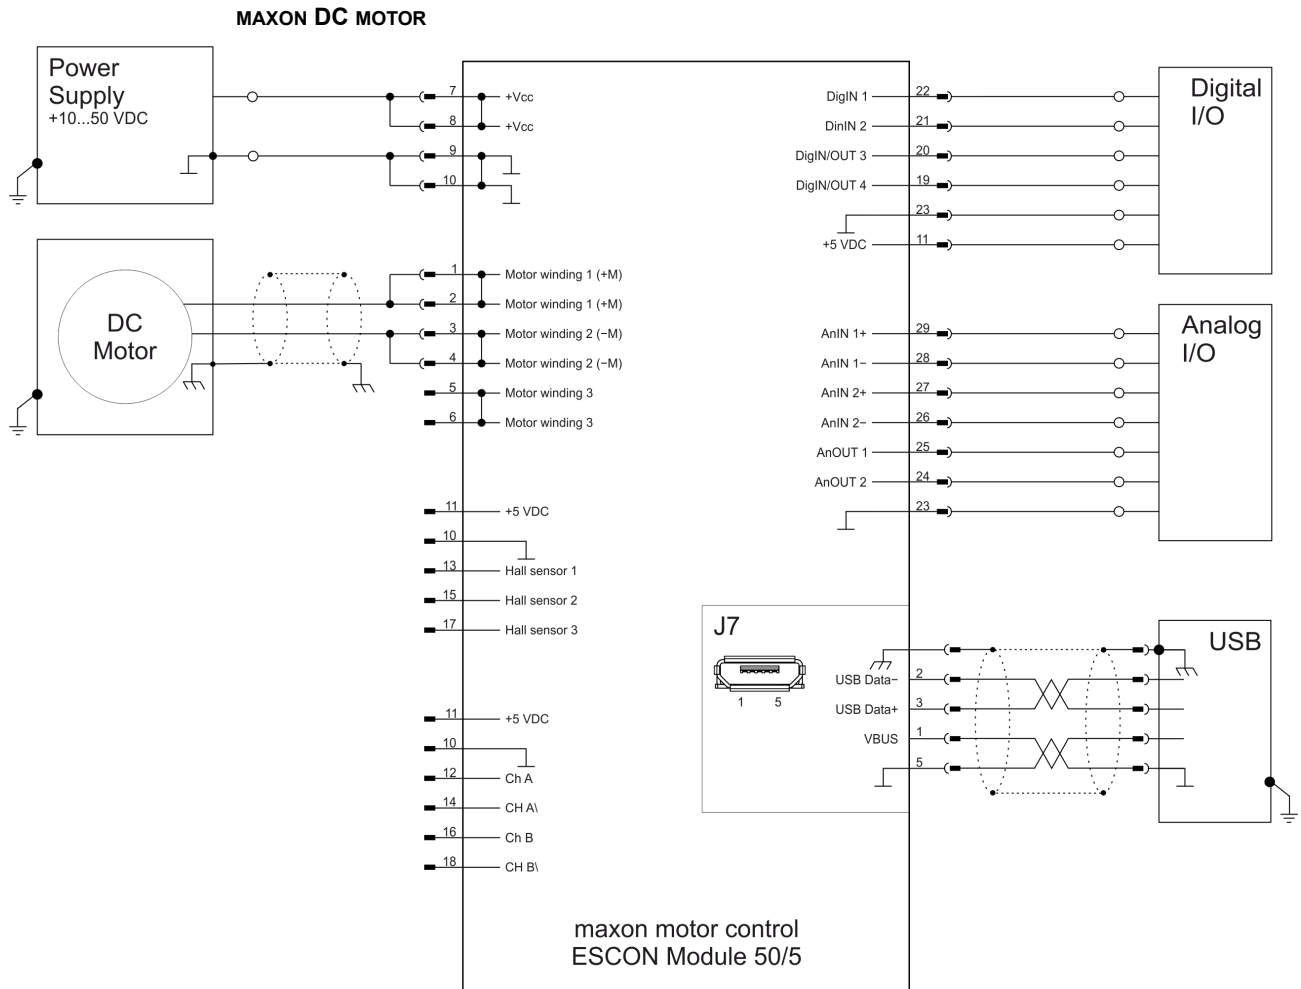 MAXON DC MOTOR
Power
Supply
+10...50 VDC
7 +Vcc
8 +Vcc
9
10
DC
Motor
1 Motor winding 1 (+M)
2 Motor winding 1 (+M)
3 Motor winding 2 (−M)
4 Motor winding 2 (−M)
5 Motor winding 3
6 Motor winding 3
11 +5 VDC
10
13 Hall sensor 1
15 Hall sensor 2
17 Hall sensor 3
11 +5 VDC
10
12 Ch A
14 CH A\
16 Ch B
18 CH B\
DigIN 1 22
DinIN 2 21
DigIN/OUT 3 20
DigIN/OUT 4 19
23
+5 VDC 11
Digital
I/O
AnIN 1+ 29
AnIN 1− 28
AnIN 2+ 27
AnIN 2− 26
AnOUT 1 25
AnOUT 2 24
23
Analog
I/O
J7
1 5
USB Data− 2
USB Data+ 3
VBUS 1
5
USB
maxon motor control
ESCON Module 50/5